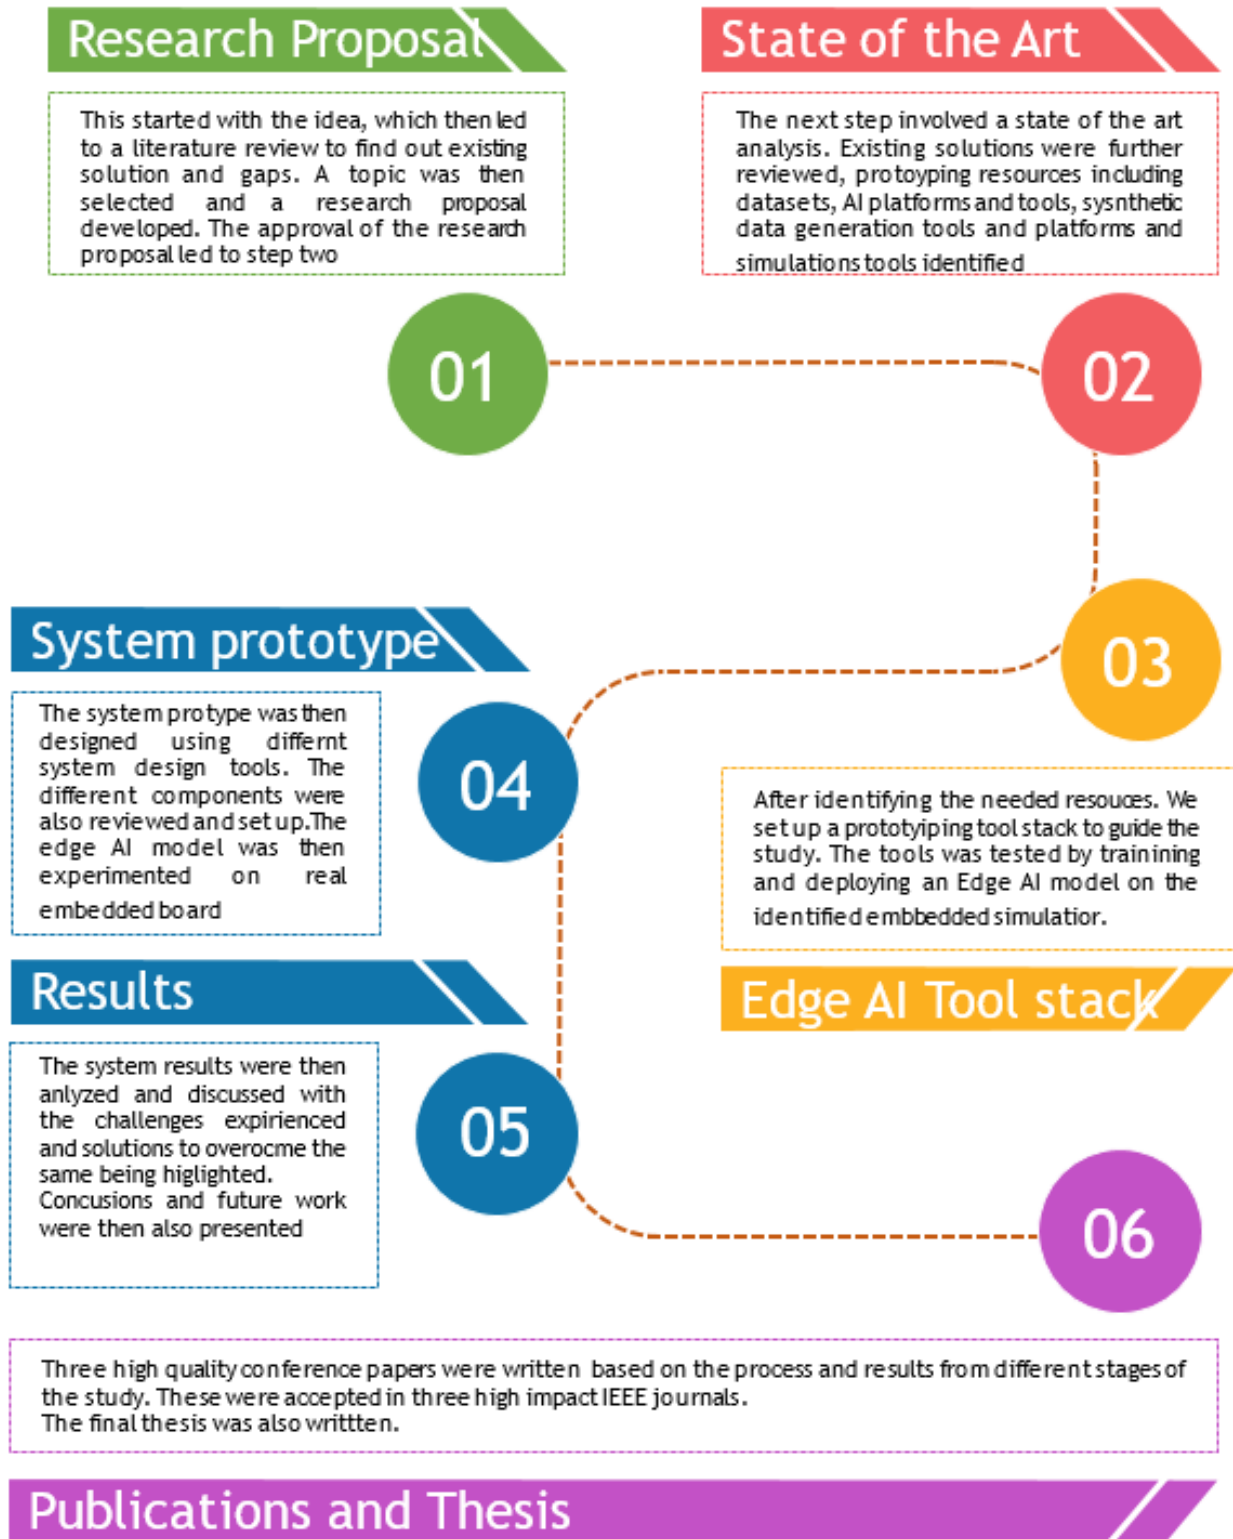 Research Proposal
This started with the idea, which then led
to a literature review to find out existing
solution and gaps. A topic was then
selected and a research proposal
developed. The approval of the research
proposal led to step two
State of the Art
The next step involved a state of the art
analysis. Existing solutions were further
reviewed, protoyping resources including
datasets, AI platforms and tools, sysnthetic
data generation tools and platforms and
simulations tools identified
01
02
03
System prototype
The system protype was then
designed using differnt
system design tools. The
different components were
also reviewed and set up.The
edge AI model was then
experimented on real
embedded board
04
After identifying the needed resouces. We
set up a prototyiping tool stack to guide the
study. The tools was tested by trainining
and deploying an Edge AI model on the
identified embbedded simulatior.
Edge AI Tool stack
Results
The system results were then
anlyzed and discussed with
the challenges expirienced
and solutions to overocme the
same being higlighted.
Concusions and future work
were then also presented
05
06
Three high quality conference papers were written based on the process and results from different stages of
the study. These were accepted in three high impact IEEE journals.
The final thesis was also writtten.
Publications and Thesis